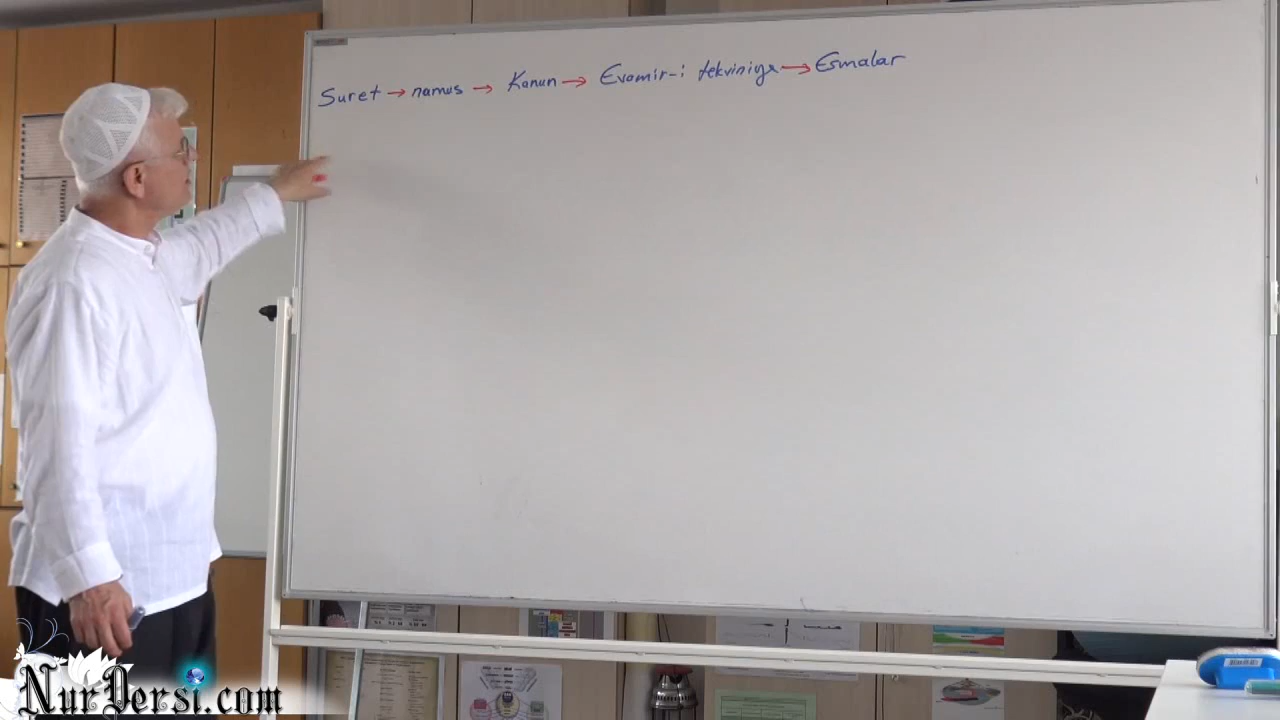 Suret → namus → Kanun → Evamir-i tekviniye → Esmalar
NurDersi.com